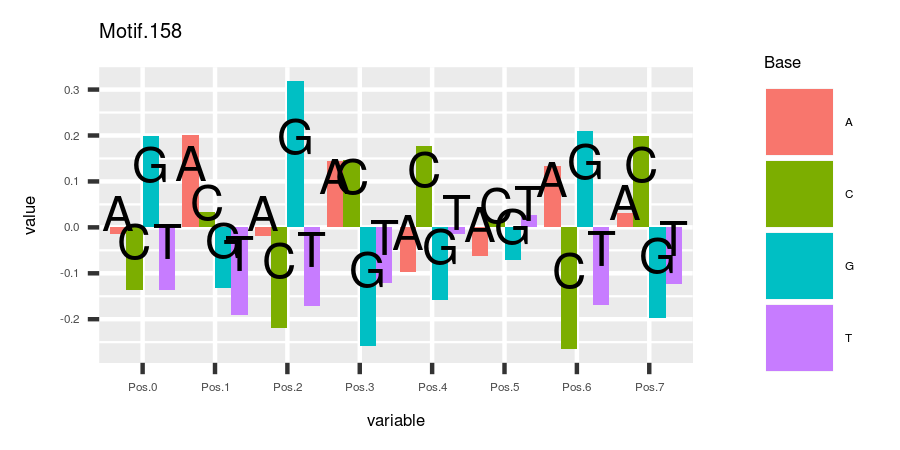 Motif.158
Base
0.3
0.2
0.1
0.0
-0.1
-0.2
value
A C G T A C G T A C G T A C G T A C G T A C G T A C G T A C G T
Pos.0 Pos.1 Pos.2 Pos.3 Pos.4 Pos.5 Pos.6 Pos.7
variable
A
C
G
T